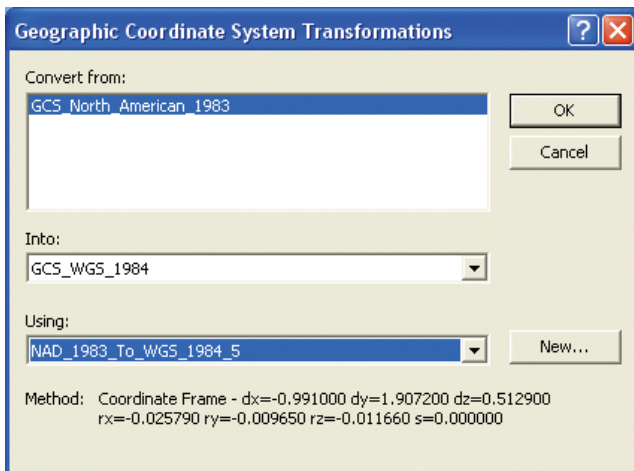 Geographic Coordinate System Transformations
?
Convert from:
GCS_North_American_1983
OK
Cancel
Into:
GCS_WGS_1984
Using:
NAD_1983_To_WGS_1984_5
New...
Method: Coordinate Frame - dx=-0.991000 dy=1.907200 dz=0.512900
rx=-0.025790 ry=-0.009650 rz=-0.011660 s=0.000000